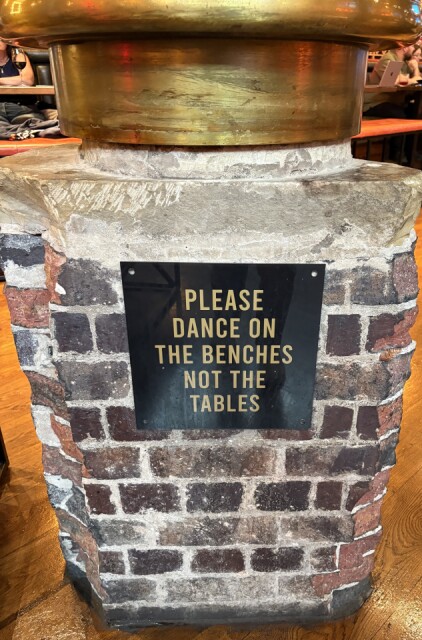 PLEASE
DANCE ON
THE BENCHES
NOT THE
TABLES